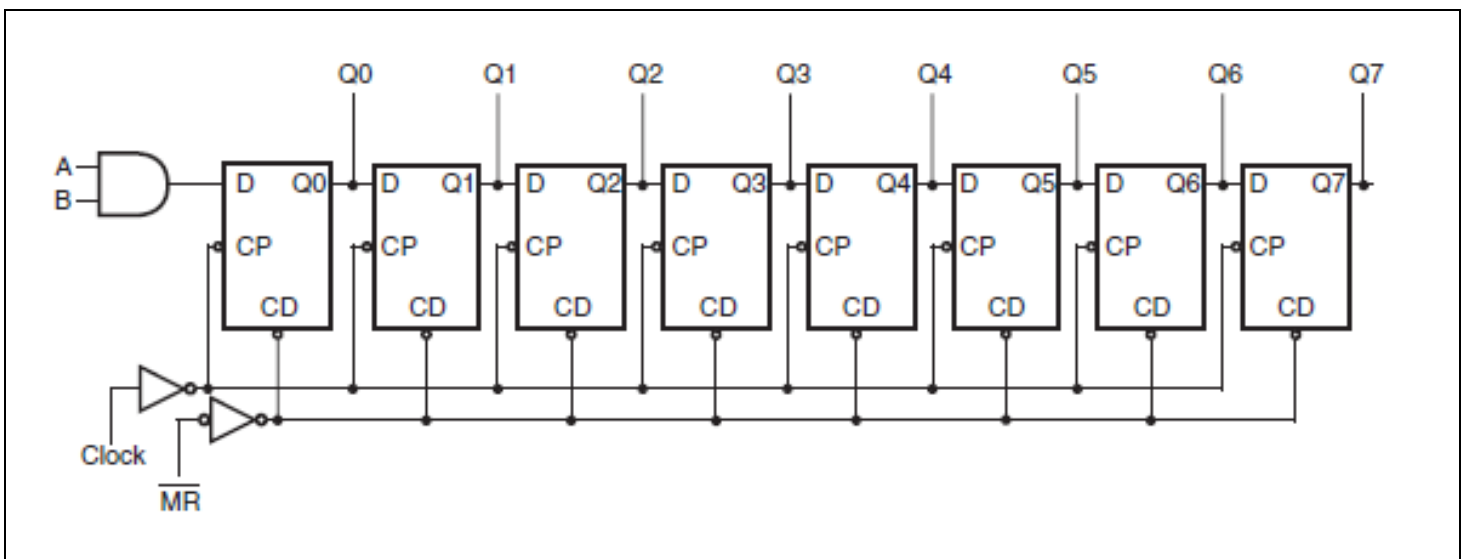 Q0 Q1 Q2 Q3 Q4 Q5 Q6 Q7
A
D Q0 D Q1 D Q2 D Q3 D Q4 D Q5 D Q6 D Q7
B
CP CP CP CP CP CP CP CP
CD CD CD CD CD CD CD CD
Clock
M̅R̅